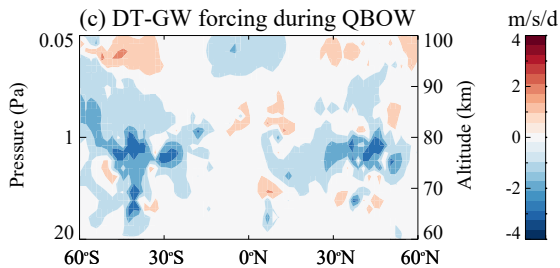 (c) DT-GW forcing during QBOW
m/s/d
0.05
1
20
Pressure (Pa)
100
90
80
70
60
Altitude (km)
4
2
0
-2
-4
60°S
30°S
0°N
30°N
60°N